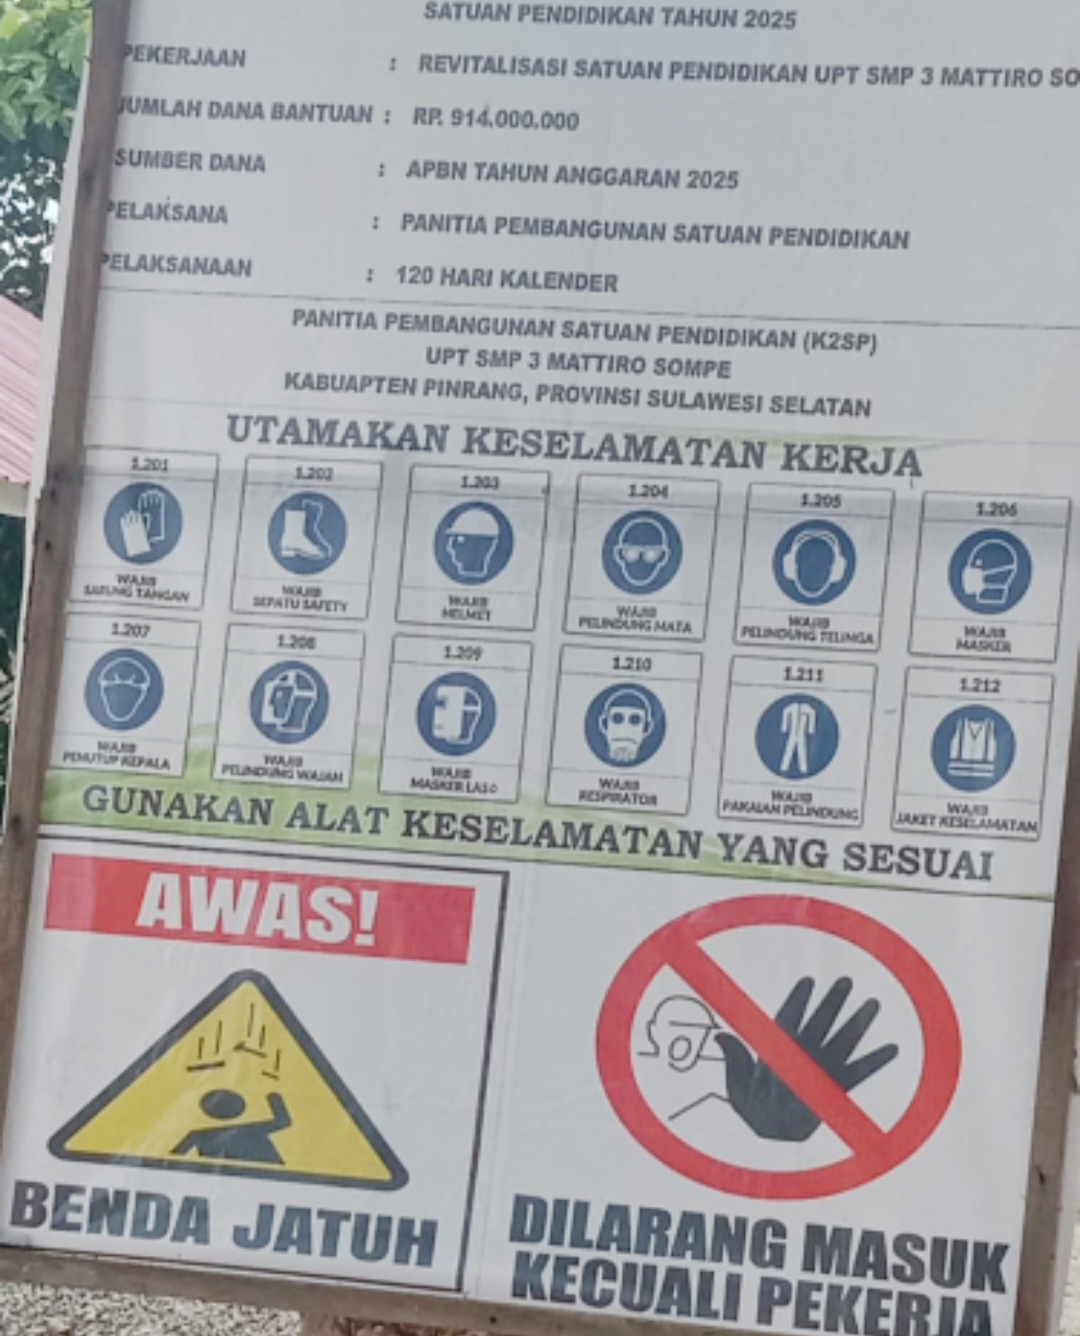 SATUAN PENDIDIKAN TAHUN 2025
PEKERJAAN : REVITALISASI SATUAN PENDIDIKAN UPT SMP 3 MATTIRO SO
JUMLAH DANA BANTUAN : RP. 914.000.000
SUMBER DANA : APBN TAHUN ANGGARAN 2025
PELAKSANA : PANITIA PEMBANGUNAN SATUAN PENDIDIKAN
PELAKSANAAN : 120 HARI KALENDER
PANITIA PEMBANGUNAN SATUAN PENDIDIKAN (K2SP)
UPT SMP 3 MATTIRO SOMPE
KABUAPTEN PINRANG, PROVINSI SULAWESI SELATAN
UTAMAKAN KESELAMATAN KERJA
1.201 1.202 1.203 1.204 1.205 1.206
WAJIB WAJIB WAJIB WAJIB WAJIB WAJIB
SARUNG TANGAN SEPATU SAFETY HELMET PELINDUNG MATA PELINDUNG TELINGA MASKER
1.207 1.208 1.209 1.210 1.211 1.212
WAJIB WAJIB WAJIB WAJIB WAJIB WAJIB
PENUTUP KEPALA PELINDUNG WAJAH MASKER LAS RESPIRATOR PAKAIAN PELINDUNG JAKET KESELAMATAN
GUNAKAN ALAT KESELAMATAN YANG SESUAI
AWAS!
BENDA JATUH
DILARANG MASUK
KECUALI PEKERJA